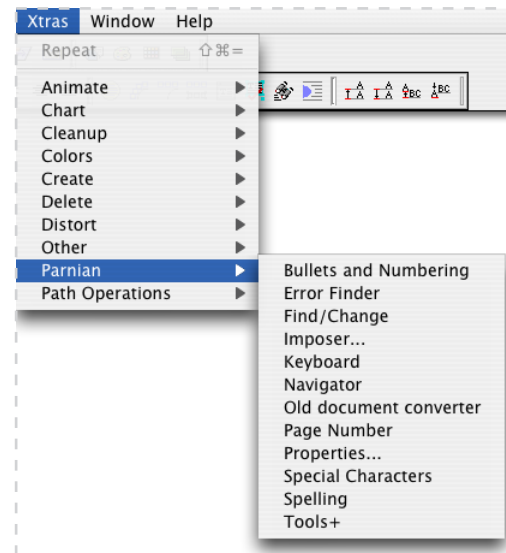 Xtras Window Help
Repeat ⇧⌘=
Animate
Chart
Cleanup
Colors
Create
Delete
Distort
Other
Parnian
Path Operations
Bullets and Numbering
Error Finder
Find/Change
Imposer...
Keyboard
Navigator
Old document converter
Page Number
Properties...
Special Characters
Spelling
Tools+